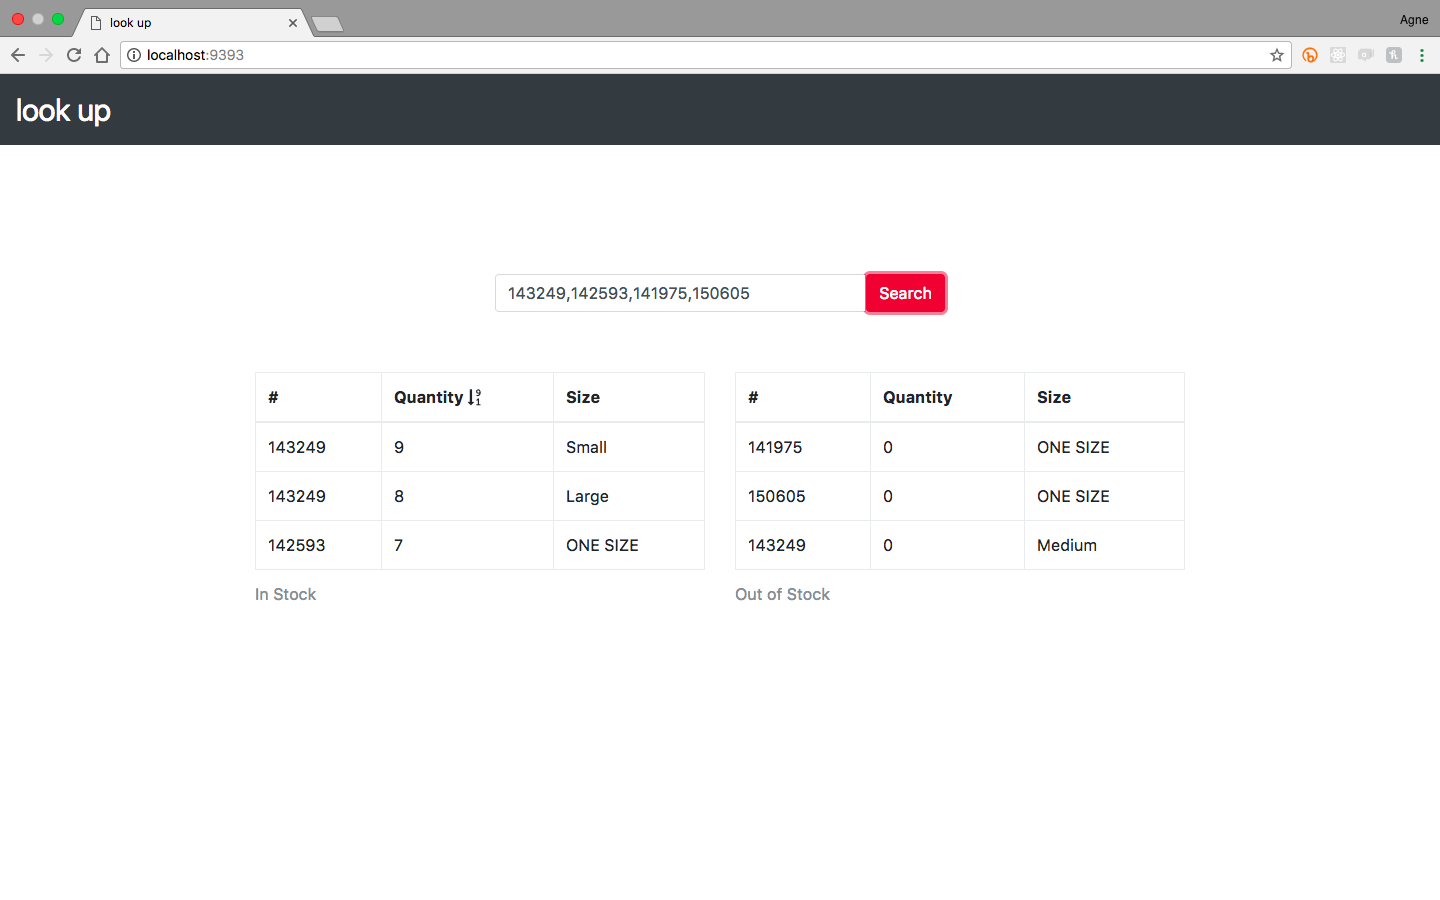 look up
Agne
localhost:9393
look up
143249,142593,141975,150605 Search
# Quantity Size
143249 9 Small
143249 8 Large
142593 7 ONE SIZE
In Stock
# Quantity Size
141975 0 ONE SIZE
150605 0 ONE SIZE
143249 0 Medium
Out of Stock